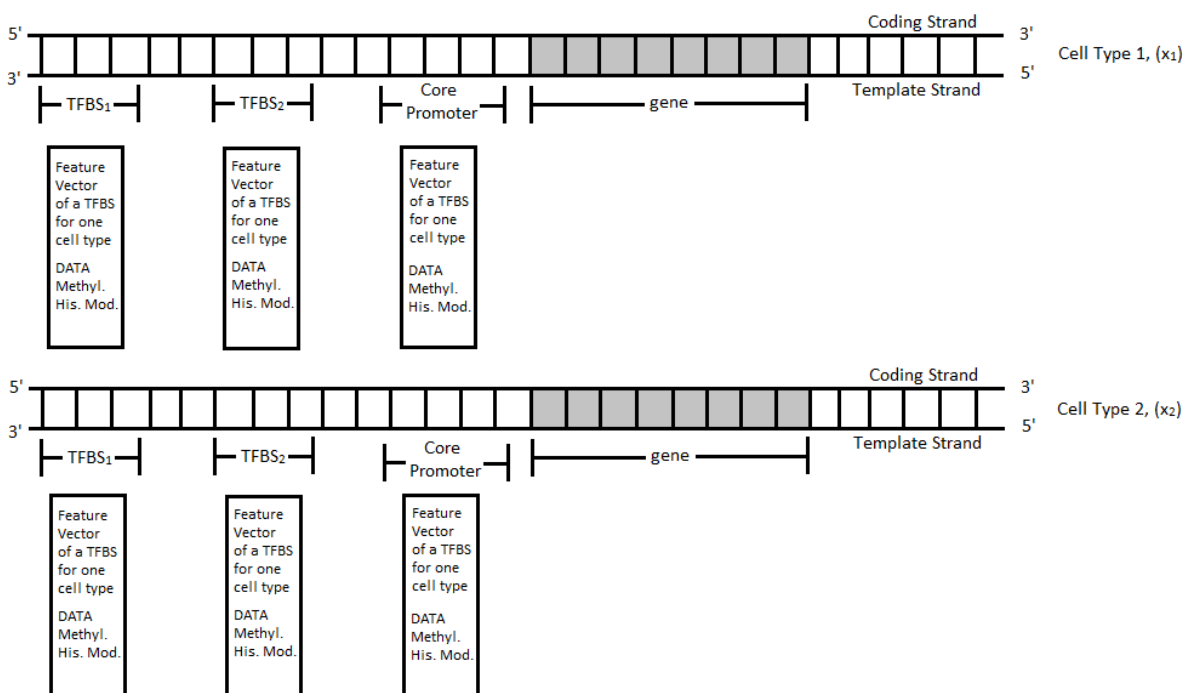 Coding Strand
5' 3'
Cell Type 1, (x1)
3' 5'
Template Strand
TFBS1 TFBS2 Core Promoter gene
Feature
Vector
of a TFBS
for one
cell type
DATA
Methyl.
His. Mod.
Feature
Vector
of a TFBS
for one
cell type
DATA
Methyl.
His. Mod.
Feature
Vector
of a TFBS
for one
cell type
DATA
Methyl.
His. Mod.
Coding Strand
5' 3'
Cell Type 2, (x2)
3' 5'
Template Strand
TFBS1 TFBS2 Core Promoter gene
Feature
Vector
of a TFBS
for one
cell type
DATA
Methyl.
His. Mod.
Feature
Vector
of a TFBS
for one
cell type
DATA
Methyl.
His. Mod.
Feature
Vector
of a TFBS
for one
cell type
DATA
Methyl.
His. Mod.